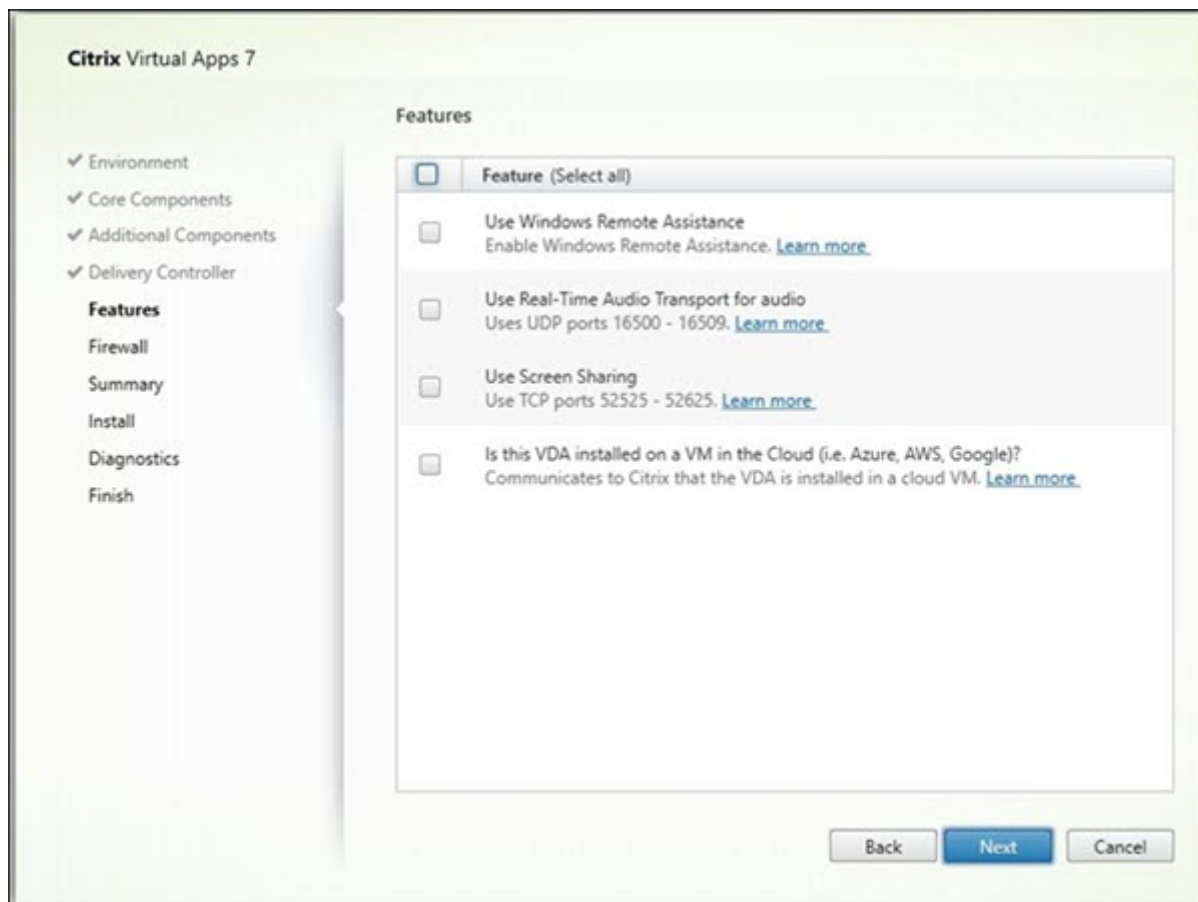 Citrix Virtual Apps 7
Features
Environment
Core Components
Additional Components
Delivery Controller
Features
Firewall
Summary
Install
Diagnostics
Finish
Feature (Select all)
Use Windows Remote Assistance
Enable Windows Remote Assistance. Learn more
Use Real-Time Audio Transport for audio
Uses UDP ports 16500 - 16509. Learn more
Use Screen Sharing
Use TCP ports 52525 - 52625. Learn more
Is this VDA installed on a VM in the Cloud (i.e. Azure, AWS, Google)?
Communicates to Citrix that the VDA is installed in a cloud VM. Learn more
Back
Next
Cancel